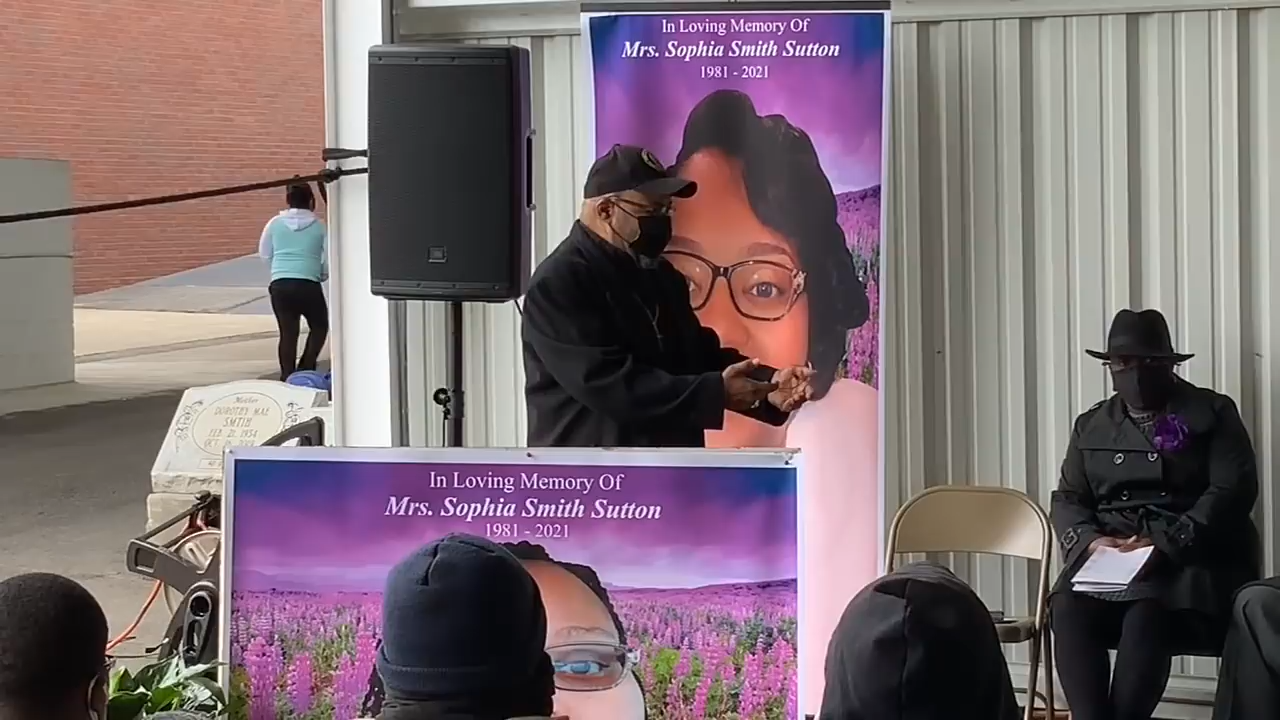 In Loving Memory Of
Mrs. Sophia Smith Sutton
1981 - 2021
Mother
DOROTHY MAE
SMITH
FEB. 21, 1954
In Loving Memory Of
Mrs. Sophia Smith Sutton
1981 - 2021